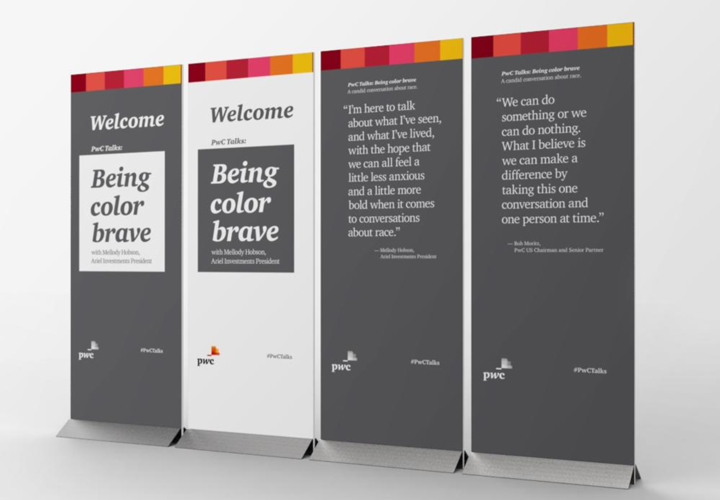 Welcome
PwC Talks:
Being
color
brave
with Mellody Hobson,
Ariel Investments President
pwc
#PwCTalks
Welcome
PwC Talks:
Being
color
brave
with Mellody Hobson,
Ariel Investments President
pwc
#PwCTalks
PwC Talks: Being color brave
A candid conversation about race.
“I'm here to talk
about what I've seen,
and what I've lived,
with the hope that
we can all feel a
little less anxious
and a little more
bold when it comes
to conversations
about race.”
— Mellody Hobson,
Ariel Investments President
pwc
#PwCTalks
PwC Talks: Being color brave
A candid conversation about race.
“We can do
something or we
can do nothing.
What I believe is
we can make a
difference by
taking this one
conversation and
one person at time.”
— Bob Moritz,
PwC US Chairman and Senior Partner
pwc
#PwCTalks